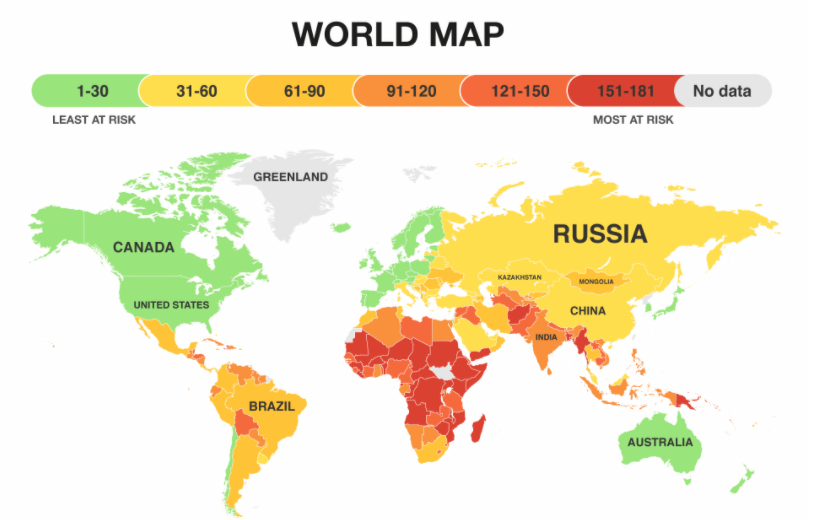 WORLD MAP
1-30
31-60
61-90
91-120
121-150
151-181
No data
LEAST AT RISK
MOST AT RISK
GREENLAND
RUSSIA
CANADA
KAZAKHSTAN
MONGOLIA
UNITED STATES
CHINA
INDIA
BRAZIL
AUSTRALIA